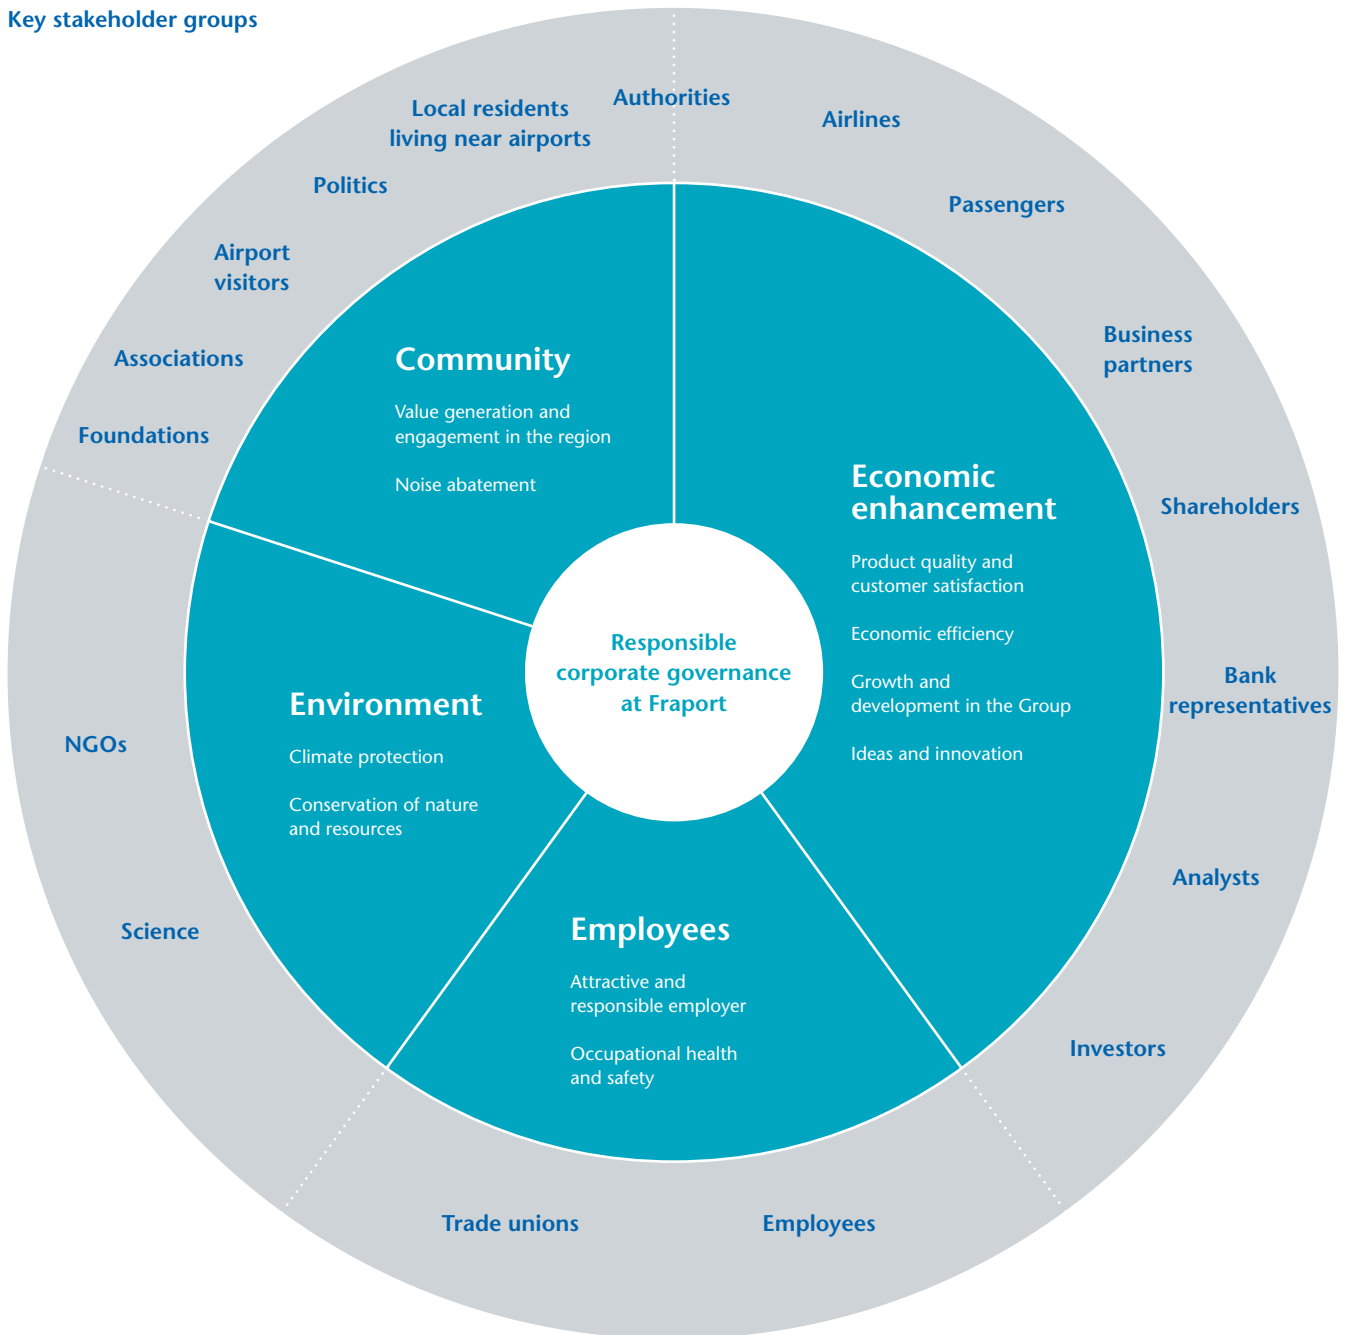 Key stakeholder groups
Authorities
Airlines
Passengers
Business
partners
Shareholders
Bank
representatives
Analysts
Investors
Employees
Trade unions
Science
NGOs
Foundations
Associations
Airport
visitors
Politics
Local residents
living near airports
Community
Value generation and
engagement in the region
Noise abatement
Economic
enhancement
Product quality and
customer satisfaction
Economic efficiency
Growth and
development in the Group
Ideas and innovation
Employees
Attractive and
responsible employer
Occupational health
and safety
Environment
Climate protection
Conservation of nature
and resources
Responsible
corporate governance
at Fraport